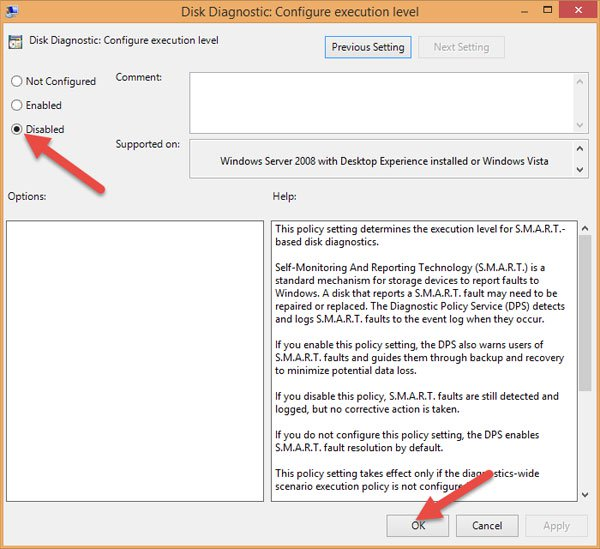 Disk Diagnostic: Configure execution level
Disk Diagnostic: Configure execution level
Previous Setting
Next Setting
Not Configured
Enabled
Disabled
Comment:
Supported on:
Windows Server 2008 with Desktop Experience installed or Windows Vista
Options:
Help:
This policy setting determines the execution level for S.M.A.R.T.-
based disk diagnostics.
Self-Monitoring And Reporting Technology (S.M.A.R.T.) is a
standard mechanism for storage devices to report faults to
Windows. A disk that reports a S.M.A.R.T. fault may need to be
repaired or replaced. The Diagnostic Policy Service (DPS) detects
and logs S.M.A.R.T. faults to the event log when they occur.
If you enable this policy setting, the DPS also warns users of
S.M.A.R.T. faults and guides them through backup and recovery
to minimize potential data loss.
If you disable this policy, S.M.A.R.T. faults are still detected and
logged, but no corrective action is taken.
If you do not configure this policy setting, the DPS enables
S.M.A.R.T. fault resolution by default.
This policy setting takes effect only if the diagnostics-wide
scenario execution policy is not configure
OK
Cancel
Apply